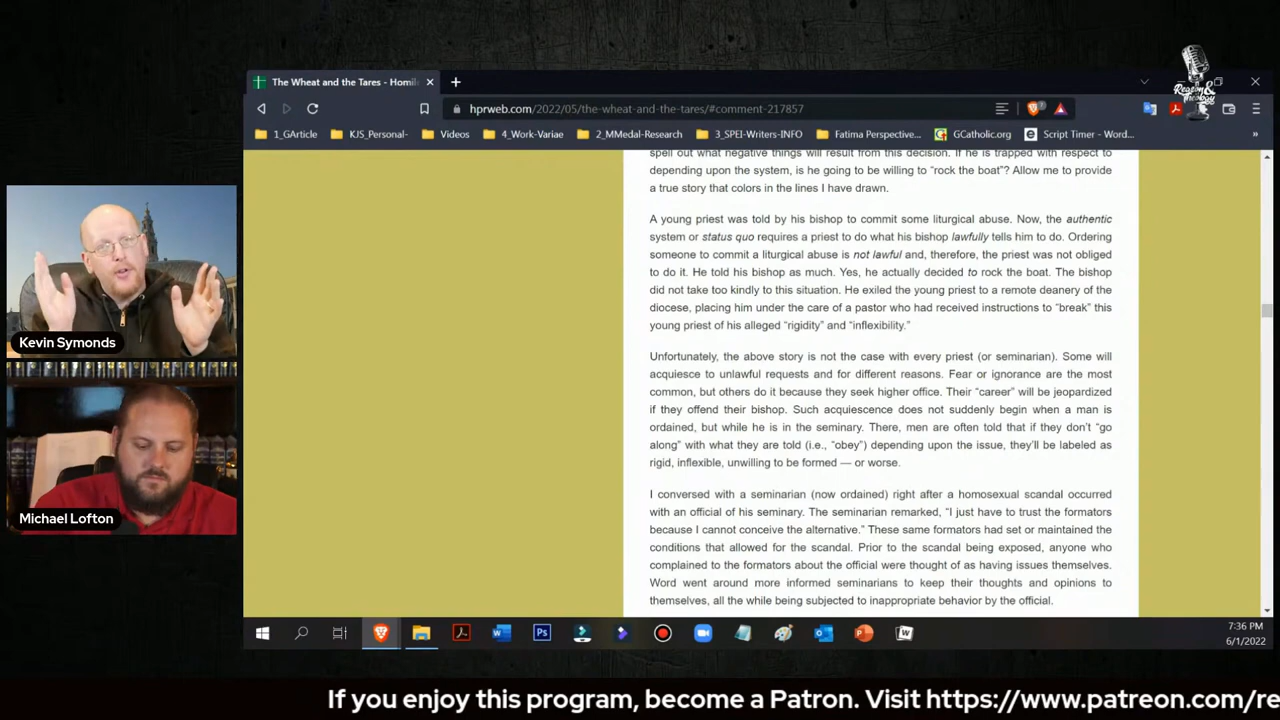 Reason &
Theology
The Wheat and the Tares - Homil
hprweb.com/2022/05/the-wheat-and-the-tares/#comment-217857
1_GArticle KJS_Personal- Videos 4_Work-Variae 2_MMedal-Research 3_SPEI-Writers-INFO Fatima Perspective... GCatholic.org Script Timer - Word...
spell out what negative things will result from this decision. If he is trapped with respect to
depending upon the system, is he going to be willing to “rock the boat”? Allow me to provide
a true story that colors in the lines I have drawn.
A young priest was told by his bishop to commit some liturgical abuse. Now, the authentic
system or status quo requires a priest to do what his bishop lawfully tells him to do. Ordering
someone to commit a liturgical abuse is not lawful and, therefore, the priest was not obliged
to do it. He told his bishop as much. Yes, he actually decided to rock the boat. The bishop
did not take too kindly to this situation. He exiled the young priest to a remote deanery of the
diocese, placing him under the care of a pastor who had received instructions to “break” this
young priest of his alleged “rigidity” and “inflexibility.”
Unfortunately, the above story is not the case with every priest (or seminarian). Some will
acquiesce to unlawful requests and for different reasons. Fear or ignorance are the most
common, but others do it because they seek higher office. Their “career” will be jeopardized
if they offend their bishop. Such acquiescence does not suddenly begin when a man is
ordained, but while he is in the seminary. There, men are often told that if they don’t “go
along” with what they are told (i.e., “obey”) depending upon the issue, they’ll be labeled as
rigid, inflexible, unwilling to be formed — or worse.
I conversed with a seminarian (now ordained) right after a homosexual scandal occurred
with an official of his seminary. The seminarian remarked, “I just have to trust the formators
because I cannot conceive the alternative.” These same formators had set or maintained the
conditions that allowed for the scandal. Prior to the scandal being exposed, anyone who
complained to the formators about the official were thought of as having issues themselves.
Word went around more informed seminarians to keep their thoughts and opinions to
themselves, all the while being subjected to inappropriate behavior by the official.
Kevin Symonds
Michael Lofton
7:36 PM
6/1/2022
If you enjoy this program, become a Patron. Visit https://www.patreon.com/re